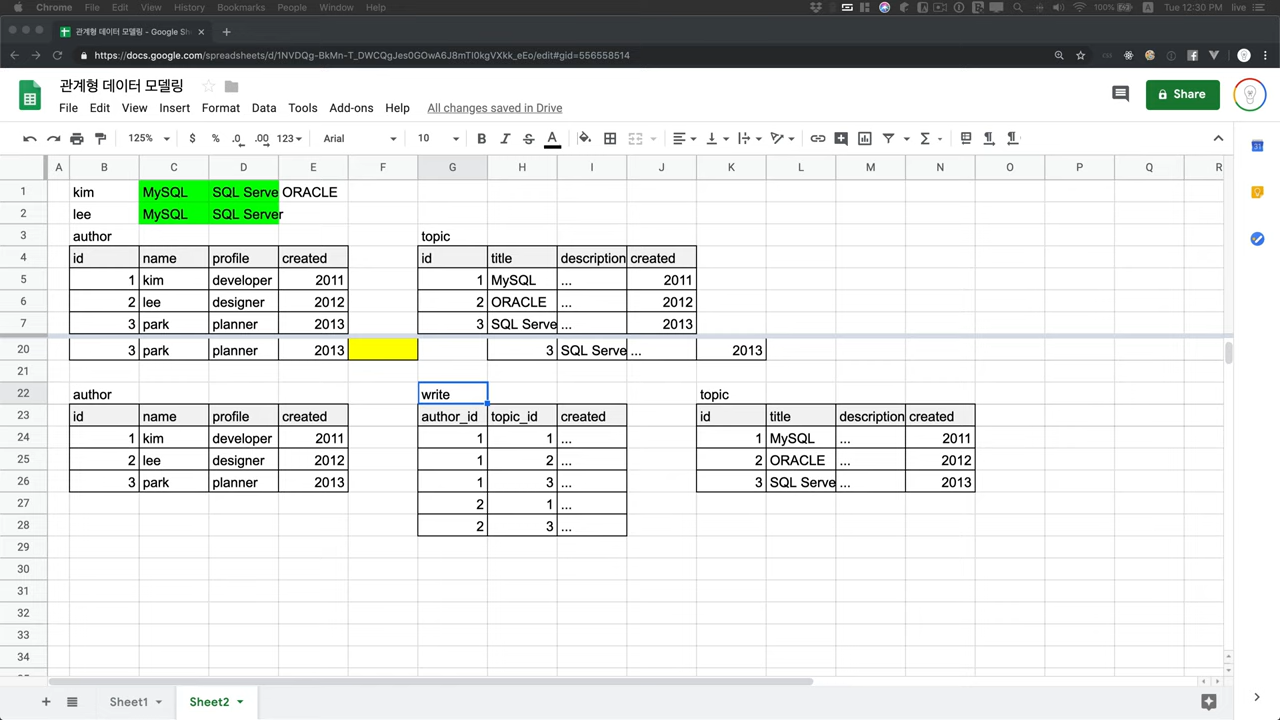 Chrome File Edit View History Bookmarks People Window Help 100% A Tue 12:30 PM live
관계형 데이터 모델링 - Google She
https://docs.google.com/spreadsheets/d/1NVDQg-BkMn-T_DWCQgJes0GOwA6J8mTl0kgVXkk_eEo/edit#gid=556558514
관계형 데이터 모델링
File Edit View Insert Format Data Tools Add-ons Help All changes saved in Drive
Share
125% $ % .0 .00 123 Arial 10 B I S A
A B C D E F G H I J K L M N O P Q R
1 kim MySQL SQL Serve ORACLE
2 lee MySQL SQL Server
3 author topic
4 id name profile created id title description created
5 1 kim developer 2011 1 MySQL ... 2011
6 2 lee designer 2012 2 ORACLE ... 2012
7 3 park planner 2013 3 SQL Serve ... 2013
20 3 park planner 2013 3 SQL Serve ... 2013
21
22 author write topic
23 id name profile created author_id topic_id created id title description created
24 1 kim developer 2011 1 1 ... 1 MySQL ... 2011
25 2 lee designer 2012 1 2 ... 2 ORACLE ... 2012
26 3 park planner 2013 1 3 ... 3 SQL Serve ... 2013
27 2 1 ...
28 2 3 ...
29
30
31
32
33
34
Sheet1 Sheet2